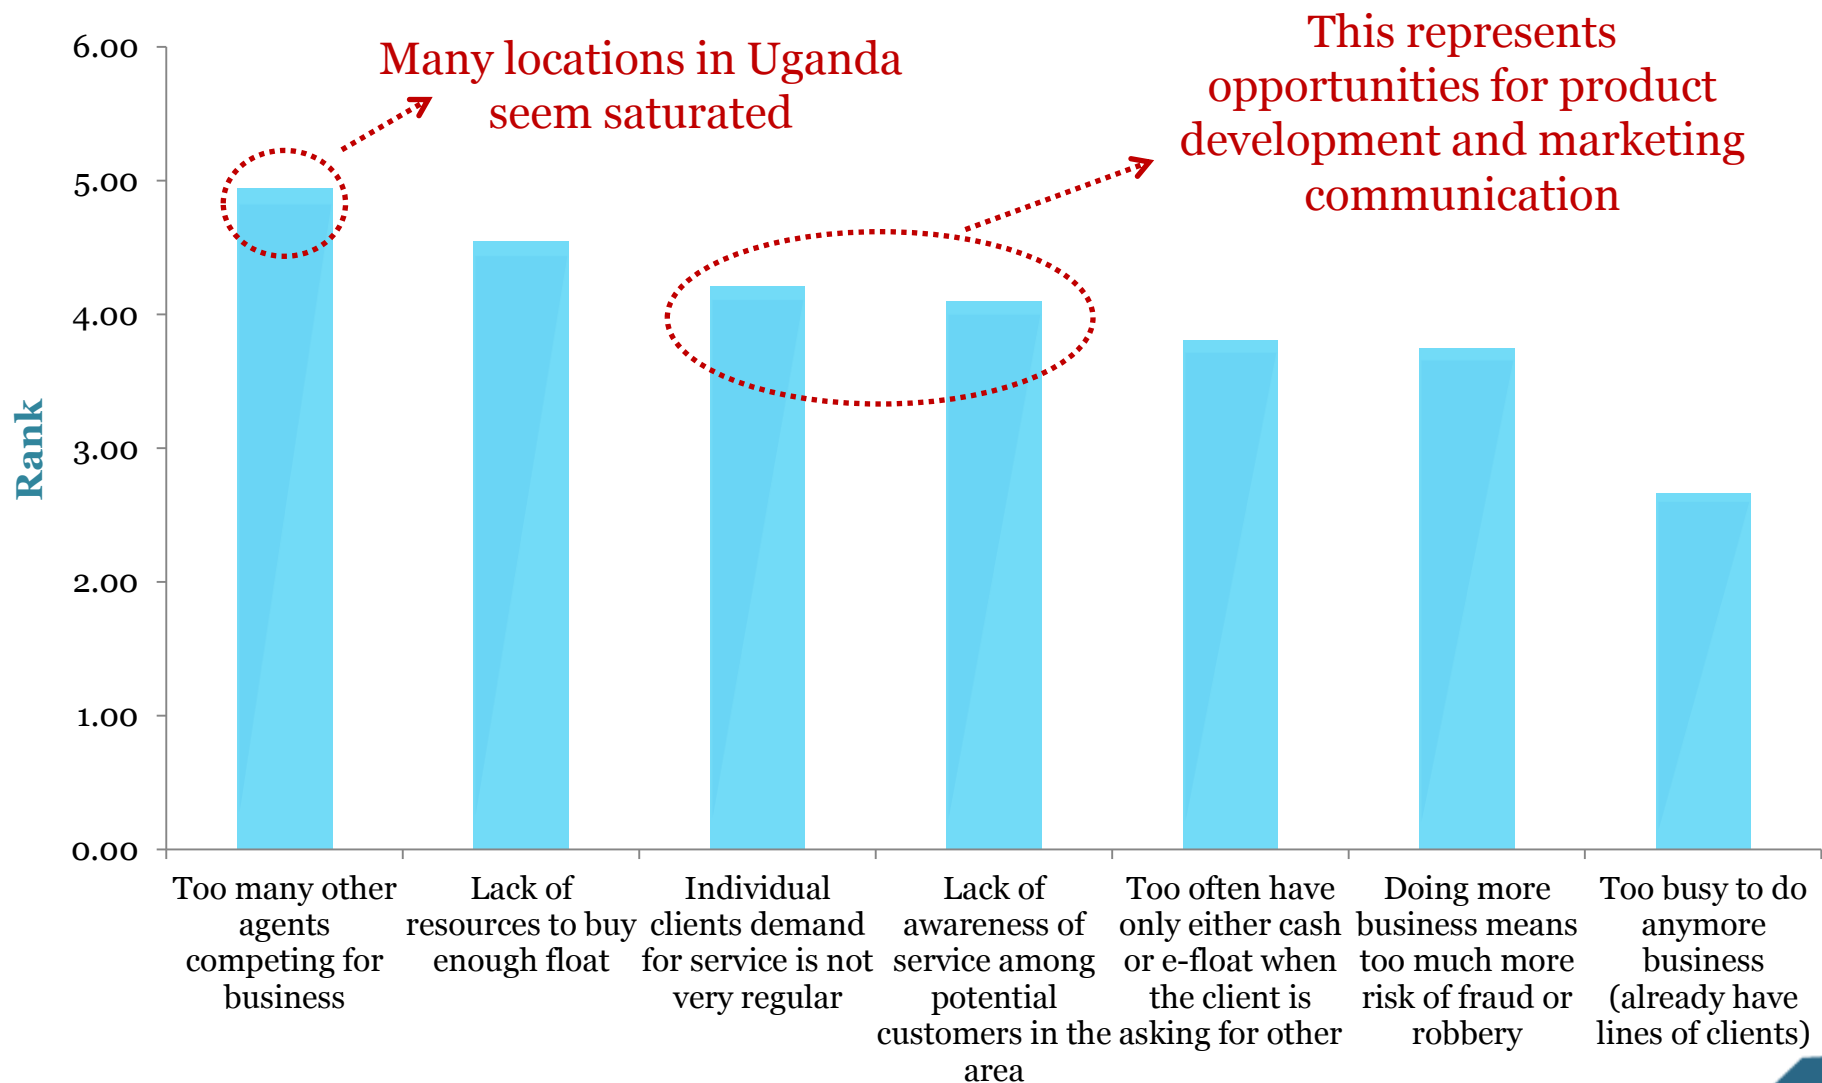 Many locations in Uganda
seem saturated
This represents
opportunities for product
development and marketing
communication
Rank
6.00
5.00
4.00
3.00
2.00
1.00
0.00
Too many other
agents
competing for
business
Lack of
resources to buy
enough float
Individual
clients demand
for service is not
very regular
Lack of
awareness of
service among
potential
customers in the
area
Too often have
only either cash
or e-float when
the client is
asking for other
Doing more
business means
too much more
risk of fraud or
robbery
Too busy to do
anymore
business
(already have
lines of clients)